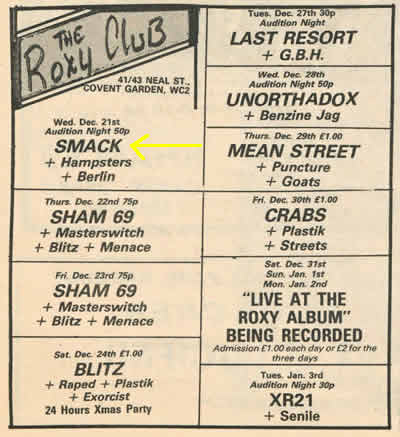 THE
Roxy Club
41/43 NEAL ST.,
COVENT GARDEN, WC2
Wed. Dec. 21st
Audition Night 50p
SMACK
+ Hampsters
+ Berlin
Thurs. Dec. 22nd 75p
SHAM 69
+ Masterswitch
+ Blitz + Menace
Fri. Dec. 23rd 75p
SHAM 69
+ Masterswitch
+ Blitz + Menace
Sat. Dec. 24th £1.00
BLITZ
+ Raped + Plastik
+ Exorcist
24 Hours Xmas Party
Tues. Dec. 27th 30p
Audition Night
LAST RESORT
+ G.B.H.
Wed. Dec. 28th
Audition Night 50p
UNORTHADOX
+ Benzine Jag
Thurs. Dec. 29th £1.00
MEAN STREET
+ Puncture
+ Goats
Fri. Dec. 30th £1.00
CRABS
+ Plastik
+ Streets
Sat. Dec. 31st
Sun. Jan. 1st
Mon. Jan. 2nd
"LIVE AT THE
ROXY ALBUM"
BEING RECORDED
Admission £1.00 each day or £2 for the
three days
Tues. Jan. 3rd
Audition Night 30p
XR21
+ Senile